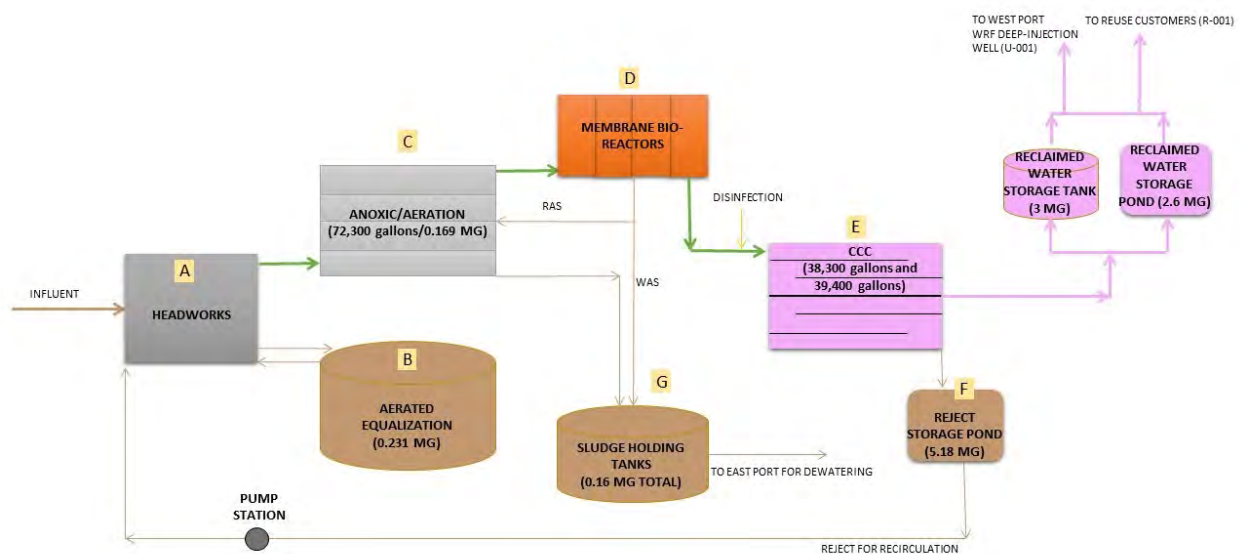 TO WEST PORT
WRF DEEP-INJECTION
WELL (U-001)
TO REUSE CUSTOMERS (R-001)
D
MEMBRANE BIO-
REACTORS
C
RECLAIMED
WATER
STORAGE TANK
(3 MG)
RECLAIMED
WATER
STORAGE
POND (2.6 MG)
DISINFECTION
ANOXIC/AERATION
(72,300 gallons/0.169 MG)
RAS
E
CCC
(38,300 gallons and
39,400 gallons)
A
INFLUENT
HEADWORKS
WAS
B
AERATED
EQUALIZATION
(0.231 MG)
G
SLUDGE HOLDING
TANKS
(0.16 MG TOTAL)
TO EAST PORT FOR DEWATERING
F
REJECT
STORAGE POND
(5.18 MG)
PUMP
STATION
REJECT FOR RECIRCULATION